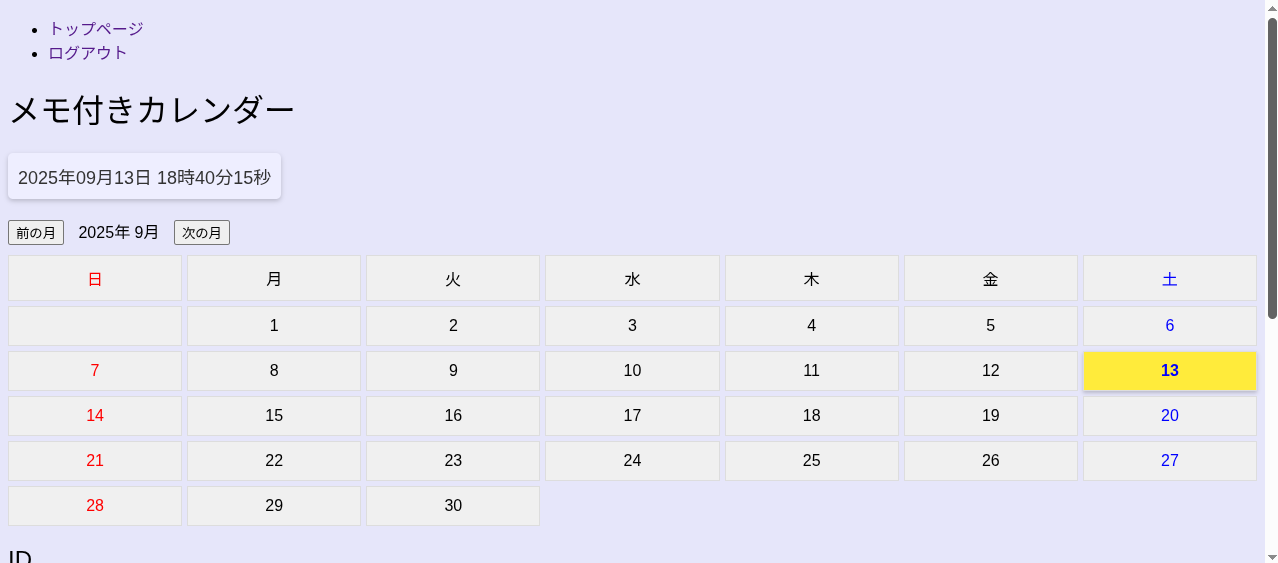 トップページ
ログアウト
メモ付きカレンダー
2025年09月13日 18時40分15秒
前の月 2025年 9月 次の月
日 月 火 水 木 金 土
1 2 3 4 5 6
7 8 9 10 11 12 13
14 15 16 17 18 19 20
21 22 23 24 25 26 27
28 29 30
ID